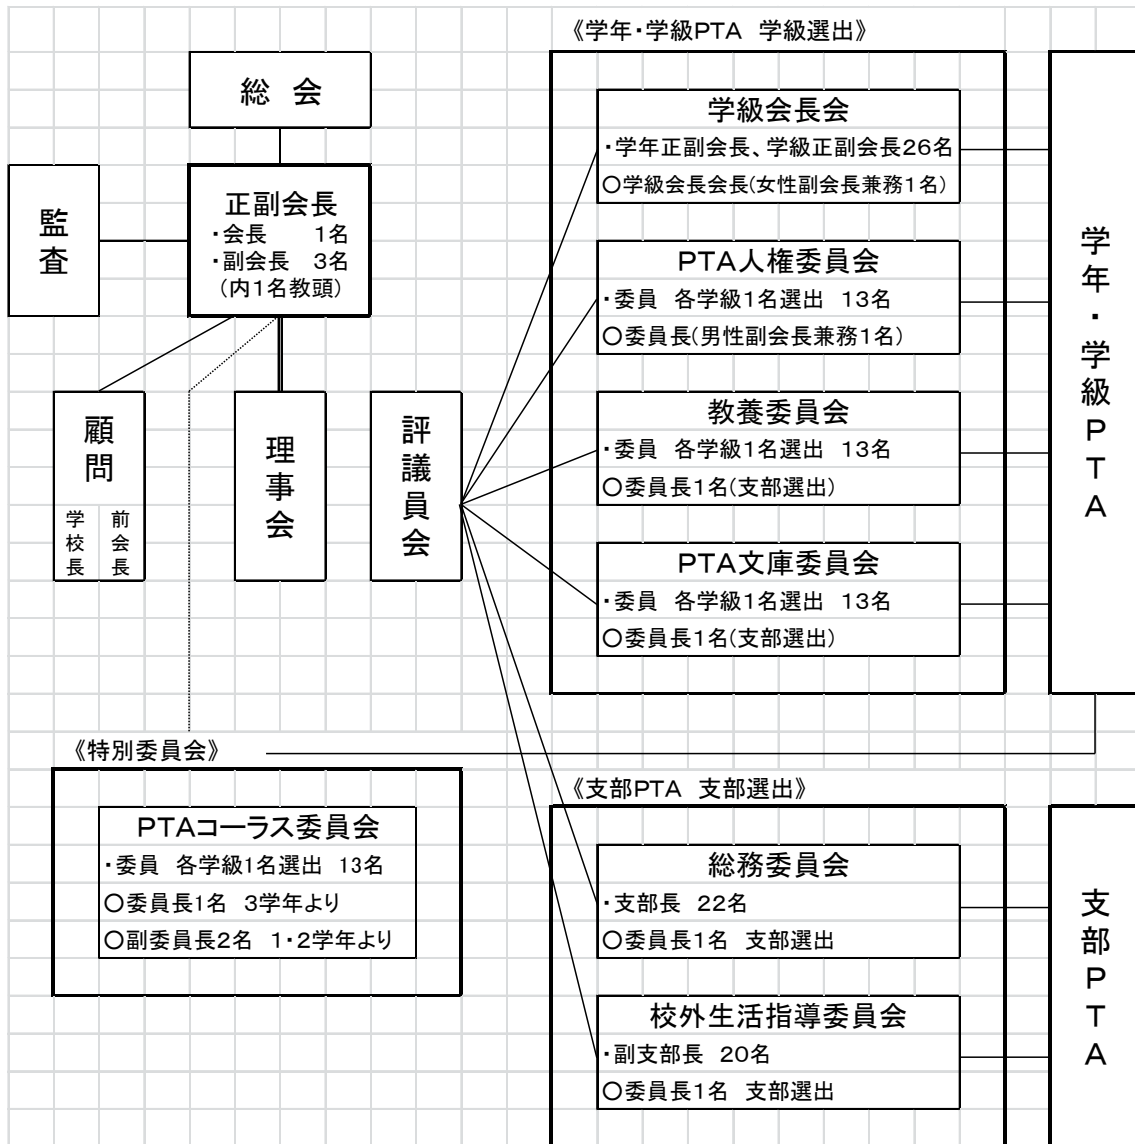 総 会
監査
正副会長
・会長 1名
・副会長 3名
(内1名教頭)
顧問
学校長
前会長
理事会
評議員会
《学年・学級PTA 学級選出》
学級会長会
・学年正副会長、学級正副会長26名
○学級会長会長(女性副会長兼務1名)
PTA人権委員会
・委員 各学級1名選出 13名
○委員長(男性副会長兼務1名)
教養委員会
・委員 各学級1名選出 13名
○委員長1名(支部選出)
PTA文庫委員会
・委員 各学級1名選出 13名
○委員長1名(支部選出)
学年・学級PTA
《特別委員会》
PTAコーラス委員会
・委員 各学級1名選出 13名
○委員長1名 3学年より
○副委員長2名 1・2学年より
《支部PTA 支部選出》
総務委員会
・支部長 22名
○委員長1名 支部選出
校外生活指導委員会
・副支部長 20名
○委員長1名 支部選出
支部PTA